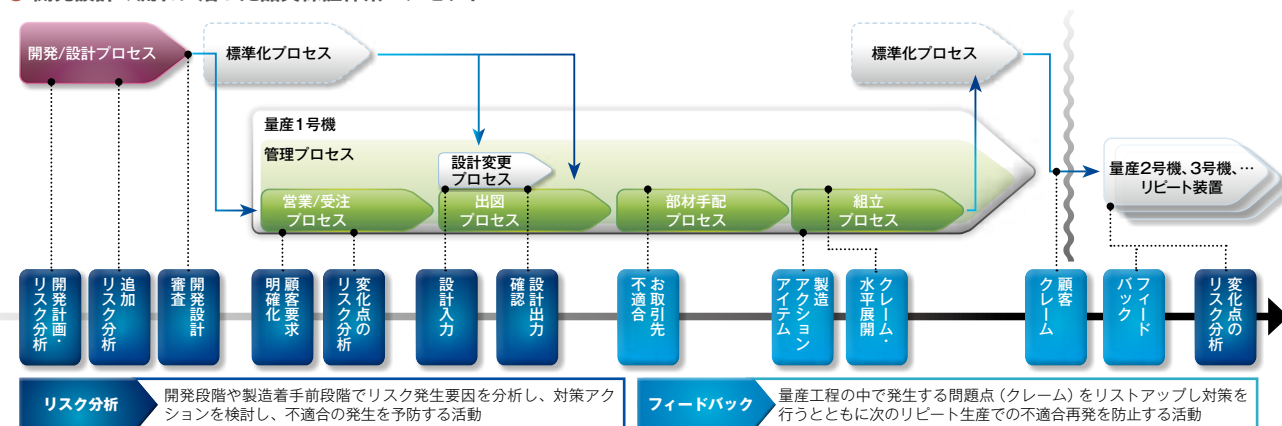 開発/設計プロセス
標準化プロセス
標準化プロセス
量産1号機
管理プロセス
設計変更
プロセス
営業/受注
プロセス
出図
プロセス
部材手配
プロセス
組立
プロセス
量産2号機、3号機、…
リピート装置
開発計画・
リスク分析
追加
リスク分析
開発設計
審査
顧客要求
明確化
変化点の
リスク分析
設計入力
設計出力
確認
お取引先
不適合
製造
アクション
アイテム
クレーム・
水平展開
顧客
クレーム
フィード
バック
変化点の
リスク分析
リスク分析
開発段階や製造着手前段階でリスク発生要因を分析し、対策アク
ションを検討し、不適合の発生を予防する活動
フィードバック
量産工程の中で発生する問題点（クレーム）をリストアップし対策を
行うとともに次のリピート生産での不適合再発を防止する活動